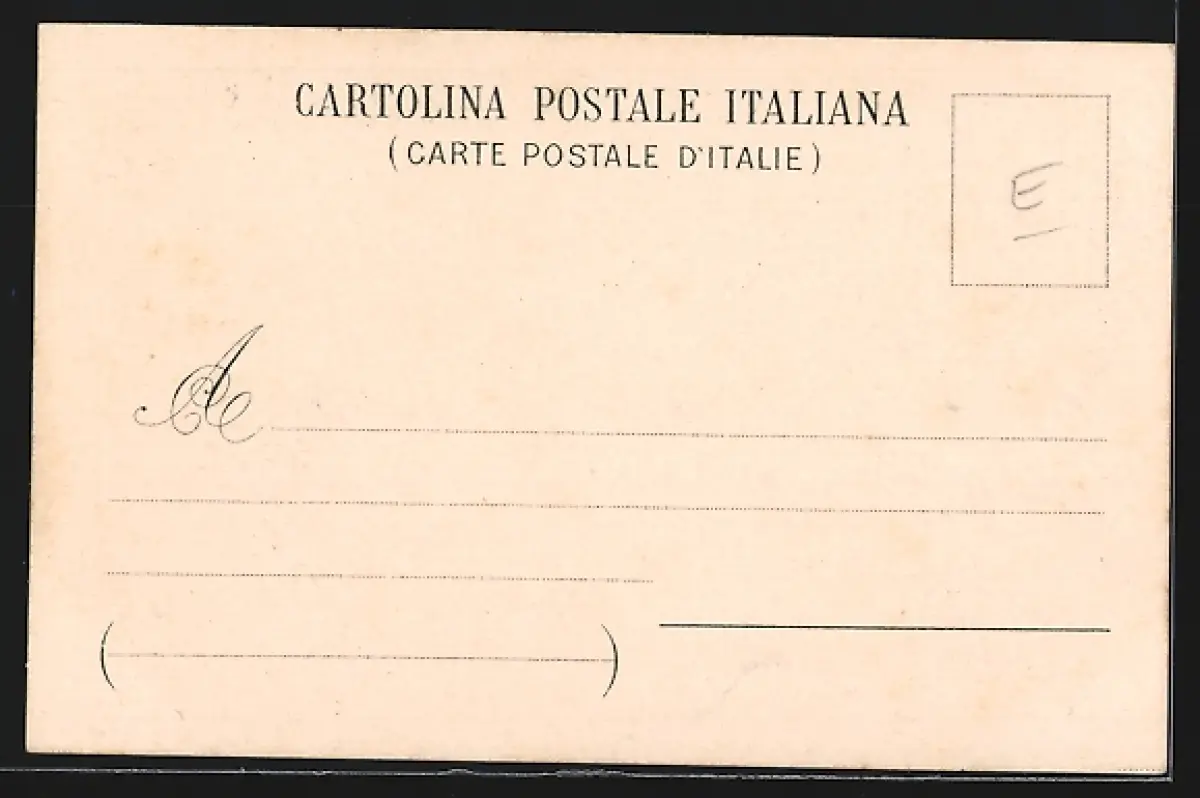 CARTOLINA POSTALE ITALIANA
(CARTE POSTALE D'ITALIE)
E
A